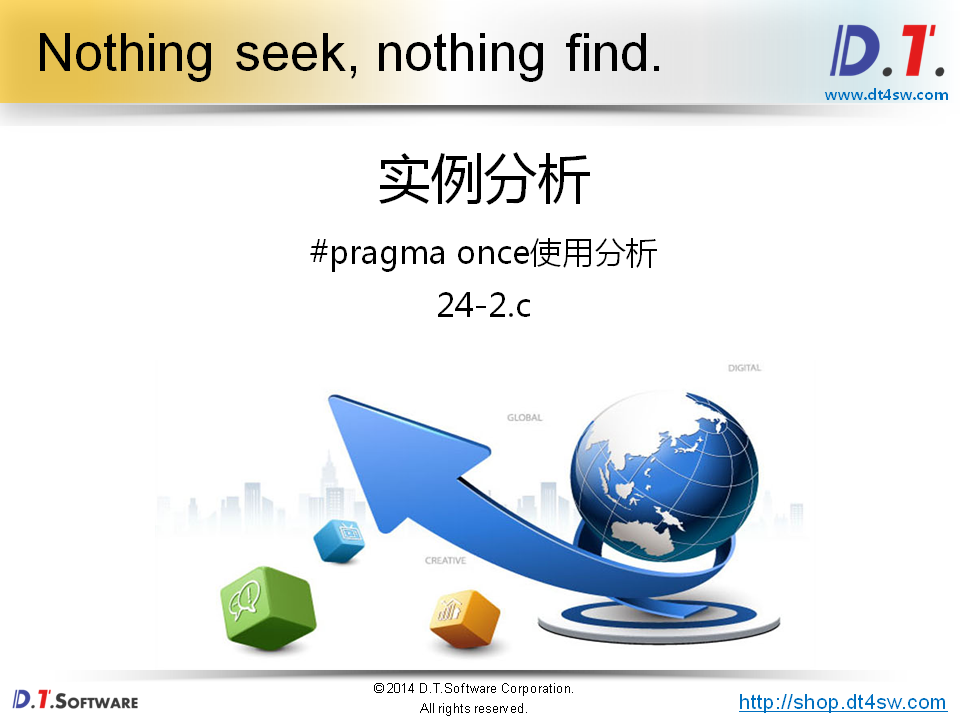 Nothing seek, nothing find.
D.T.
www.dt4sw.com
实例分析
#pragma once使用分析
24-2.c
DIGITAL
GLOBAL
CREATIVE
D.T.SOFTWARE
©2014 D.T.Software Corporation.
All rights reserved.
http://shop.dt4sw.com